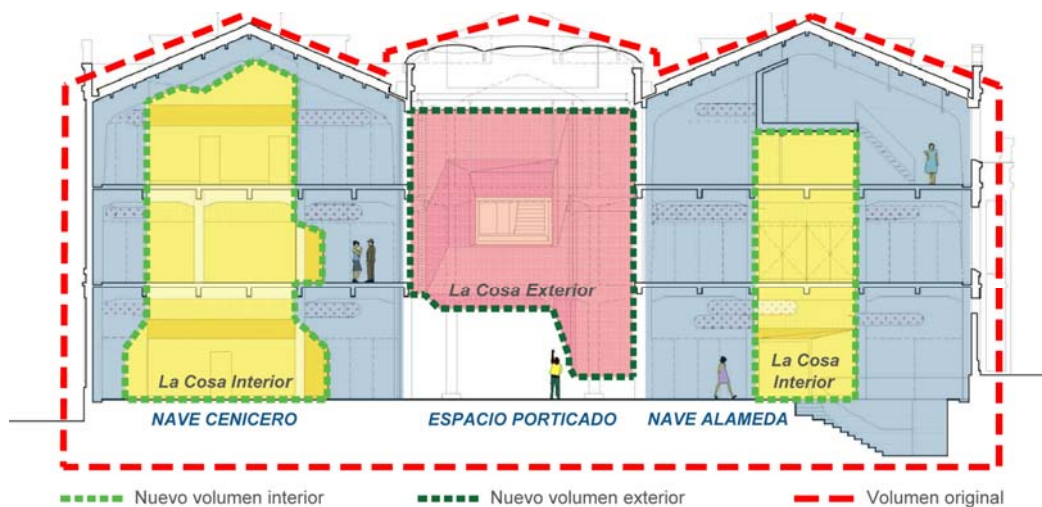 La Cosa Exterior
La Cosa Interior
La Cosa
Interior
NAVE CENICERO
ESPACIO PORTICADO
NAVE ALAMEDA
Nuevo volumen interior
Nuevo volumen exterior
Volumen original